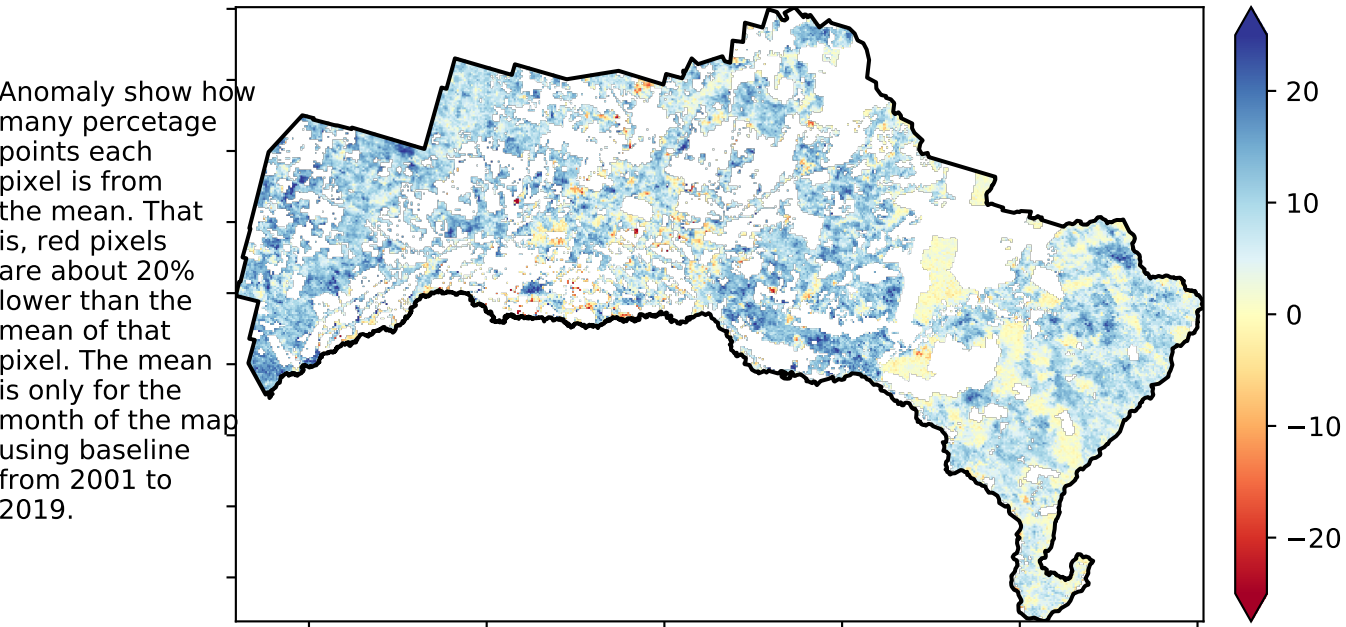 Anomaly show how
many percetage
points each
pixel is from
the mean. That
is, red pixels
are about 20%
lower than the
mean of that
pixel. The mean
is only for the
month of the map
using baseline
from 2001 to
2019.
20
10
0
−10
−20